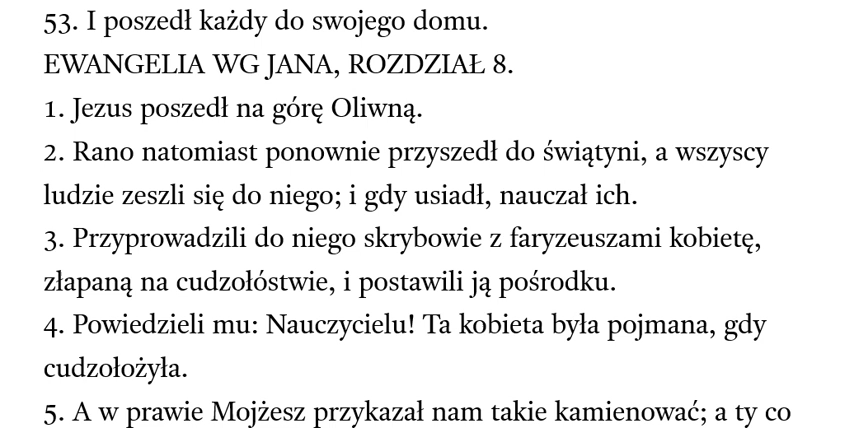 53. I poszedł każdy do swojego domu.
EWANGELIA WG JANA, ROZDZIAŁ 8.
1. Jezus poszedł na górę Oliwną.
2. Rano natomiast ponownie przyszedł do świątyni, a wszyscy
ludzie zeszli się do niego; i gdy usiadł, nauczał ich.
3. Przyprowadzili do niego skrybowie z faryzeuszami kobietę,
złapaną na cudzołóstwie, i postawili ją pośrodku.
4. Powiedzieli mu: Nauczycielu! Ta kobieta była pojmana, gdy
cudzołożyła.
5. A w prawie Mojżesz przykazał nam takie kamienować; a ty co